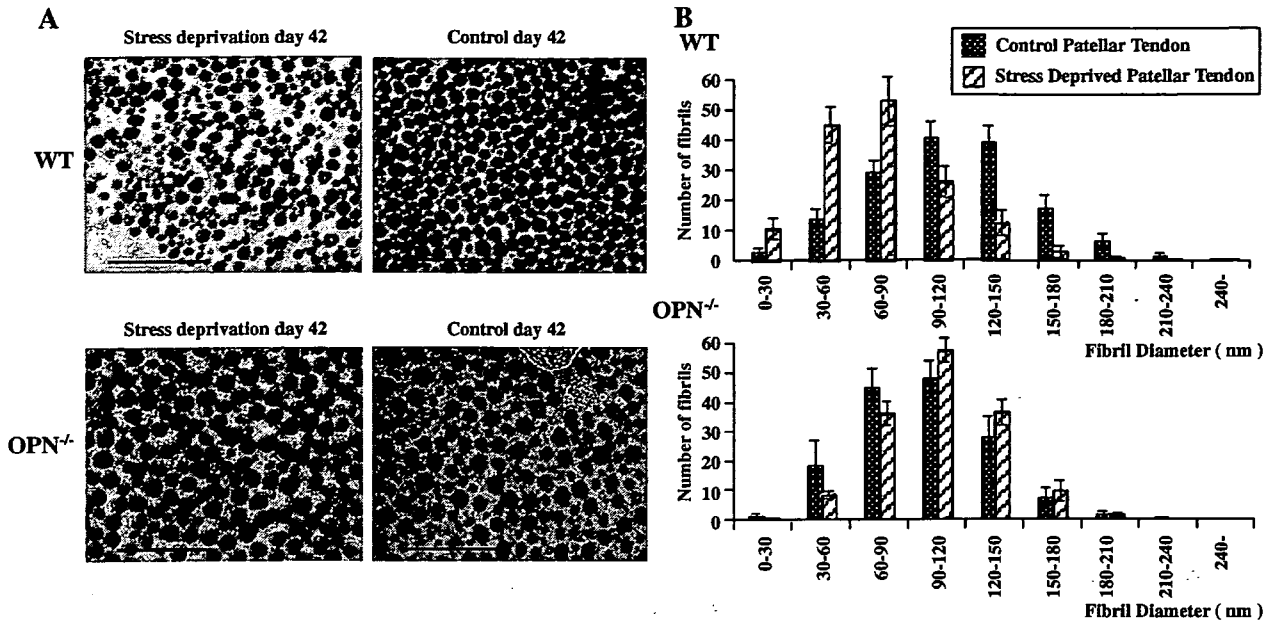 A
Stress deprivation day 42
Control day 42
WT
Stress deprivation day 42
Control day 42
OPN-/-
B
WT
Control Patellar Tendon
Stress Deprived Patellar Tendon
Number of fibrils
60
50
40
30
20
10
0
0-30
30-60
60-90
90-120
120-150
150-180
180-210
210-240
240-
Fibril Diameter ( nm )
OPN-/-
Number of fibrils
60
50
40
30
20
10
0
0-30
30-60
60-90
90-120
120-150
150-180
180-210
210-240
240-
Fibril Diameter ( nm )